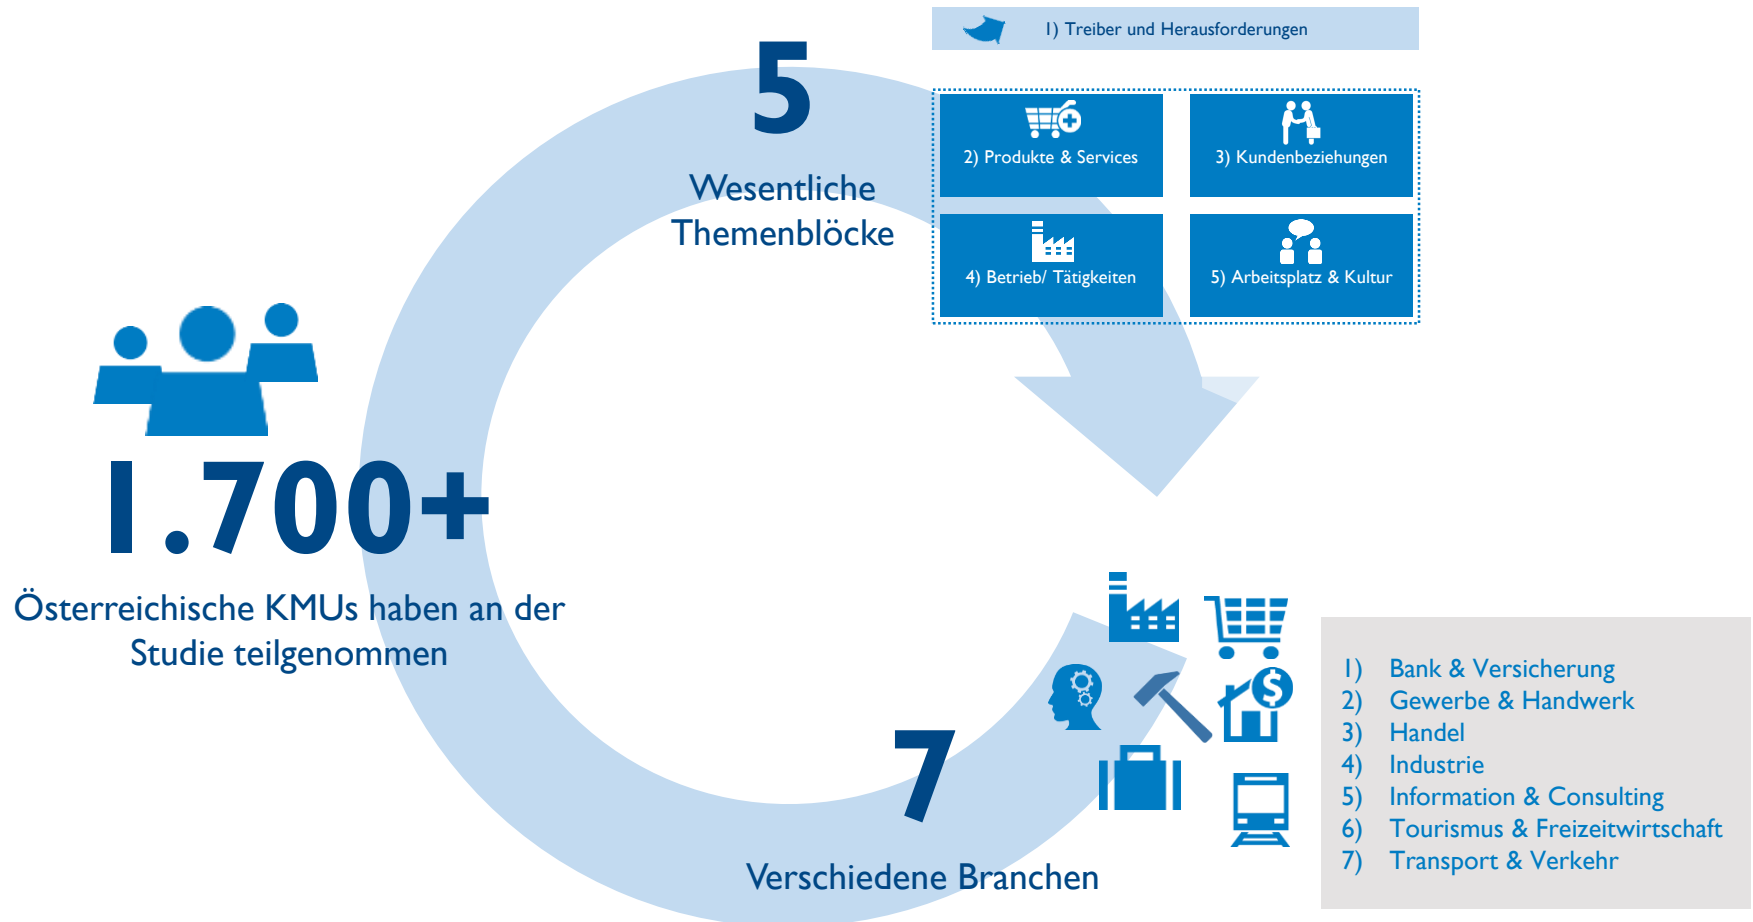 5
Wesentliche
Themenblöcke
1) Treiber und Herausforderungen
2) Produkte & Services
3) Kundenbeziehungen
4) Betrieb/ Tätigkeiten
5) Arbeitsplatz & Kultur
1.700+
Österreichische KMUs haben an der
Studie teilgenommen
7
Verschiedene Branchen
$
1) Bank & Versicherung
2) Gewerbe & Handwerk
3) Handel
4) Industrie
5) Information & Consulting
6) Tourismus & Freizeitwirtschaft
7) Transport & Verkehr